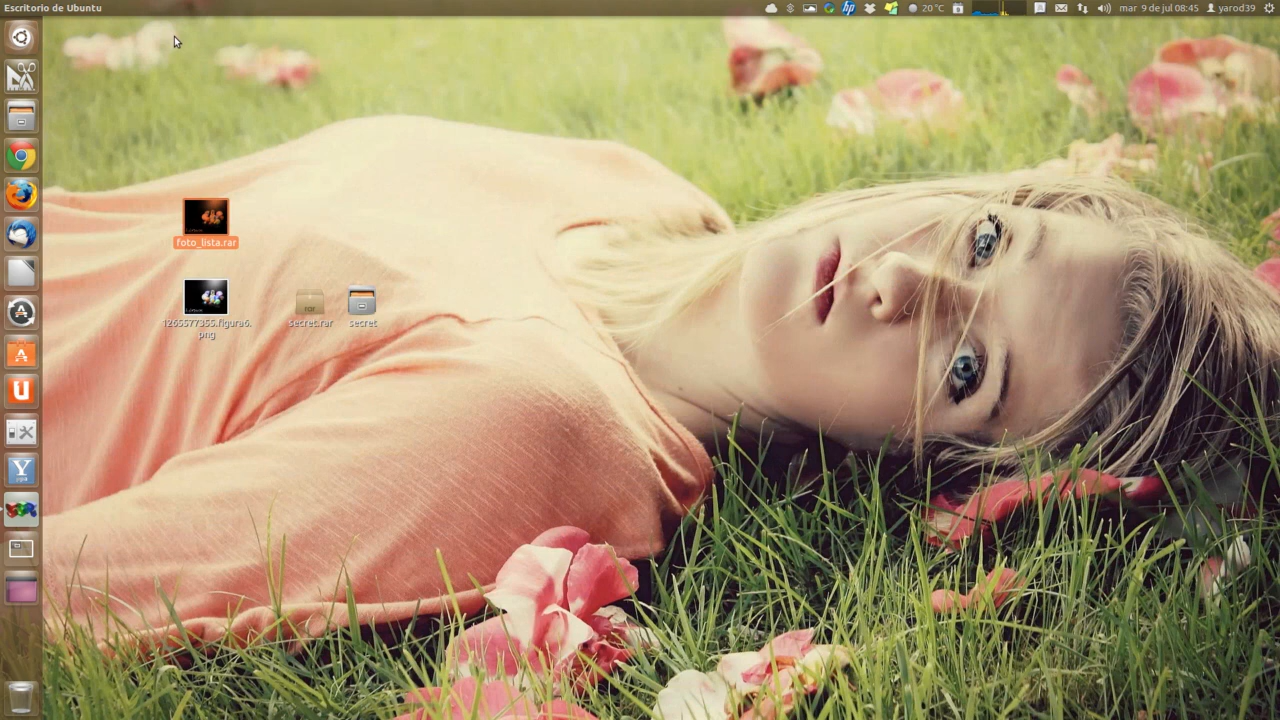 Escritorio de Ubuntu
hp
20 °C
mar 9 de jul 08:45
yarod39
foto_lista.rar
1265577355.figura6.
png
secret.rar
secret